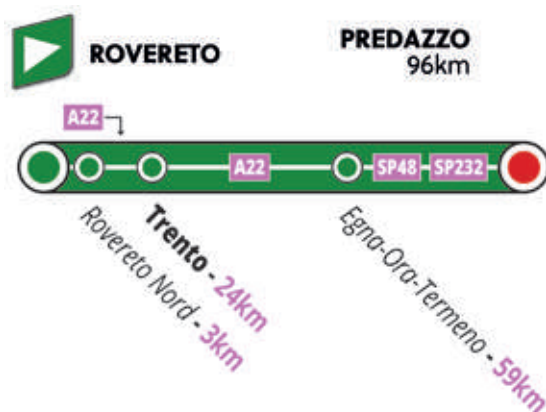 ROVERETO
PREDAZZO
96km
A22
A22
SP48
SP232
Rovereto Nord - 3km
Trento - 24km
Egna-Ora-Termeno - 59km